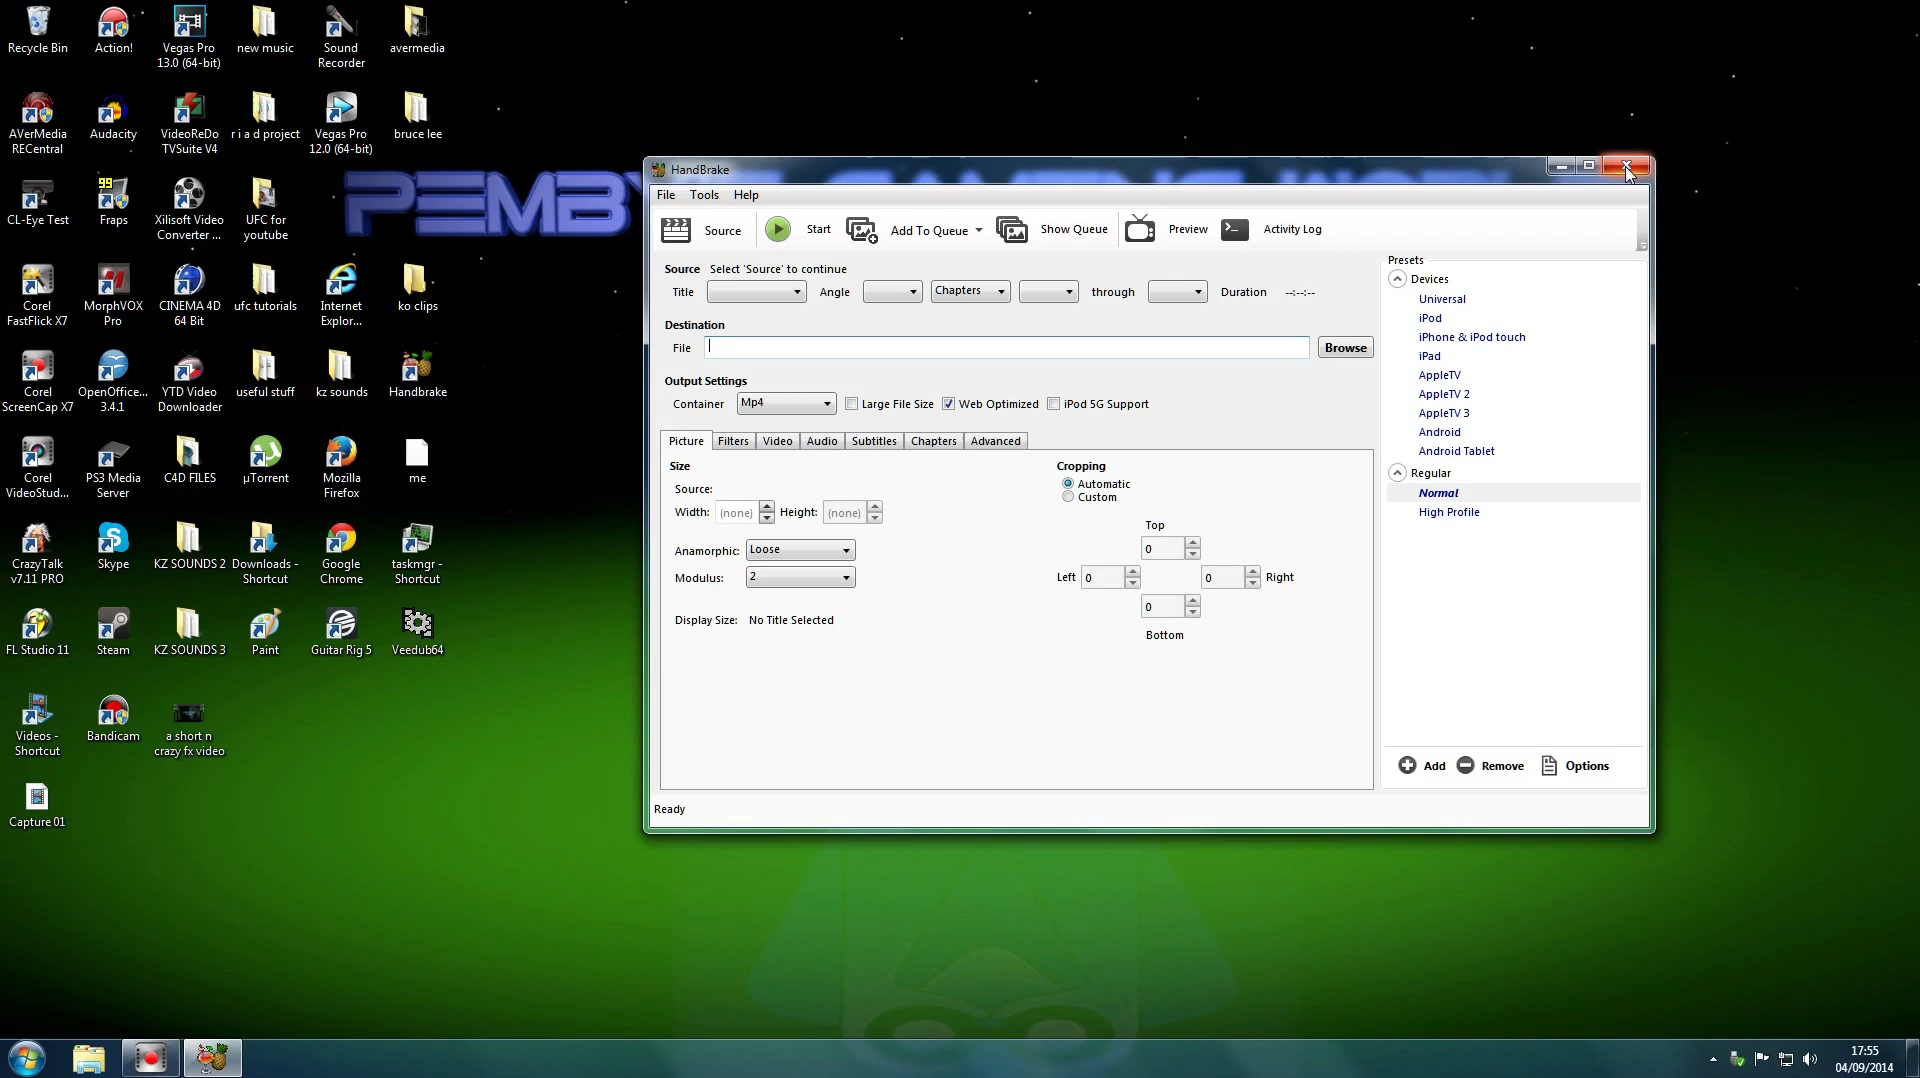 Recycle Bin
Action!
Vegas Pro
13.0 (64-bit)
new music
Sound
Recorder
avermedia
AVerMedia
RECentral
Audacity
VideoReDo
TVSuite V4
r i a d project
Vegas Pro
12.0 (64-bit)
bruce lee
CL-Eye Test
99
Fraps
Xilisoft Video
Converter ...
UFC for
youtube
PEMBY
Corel
FastFlick X7
MorphVOX
Pro
CINEMA 4D
64 Bit
ufc tutorials
Internet
Explor...
ko clips
Corel
ScreenCap X7
OpenOffice...
3.4.1
YTD Video
Downloader
useful stuff
kz sounds
Handbrake
Corel
VideoStud...
PS3 Media
Server
C4D FILES
µTorrent
Mozilla
Firefox
me
CrazyTalk
v7.11 PRO
Skype
KZ SOUNDS 2
Downloads -
Shortcut
Google
Chrome
taskmgr -
Shortcut
FL Studio 11
Steam
KZ SOUNDS 3
Paint
Guitar Rig 5
Veedub64
Videos -
Shortcut
Bandicam
a short n
crazy fx video
Capture 01
HandBrake
File Tools Help
Source Start Add To Queue Show Queue Preview Activity Log
Source Select 'Source' to continue
Title Angle Chapters through Duration --:--:--
Destination
File Browse
Output Settings
Container Mp4 Large File Size Web Optimized iPod 5G Support
Picture Filters Video Audio Subtitles Chapters Advanced
Size
Source:
Width: (none) Height: (none)
Anamorphic: Loose
Modulus: 2
Display Size: No Title Selected
Cropping
Automatic
Custom
Top
0
Left 0 0 Right
0
Bottom
Presets
Devices
Universal
iPod
iPhone & iPod touch
iPad
AppleTV
AppleTV 2
AppleTV 3
Android
Android Tablet
Regular
Normal
High Profile
Add Remove Options
Ready
17:55
04/09/2014